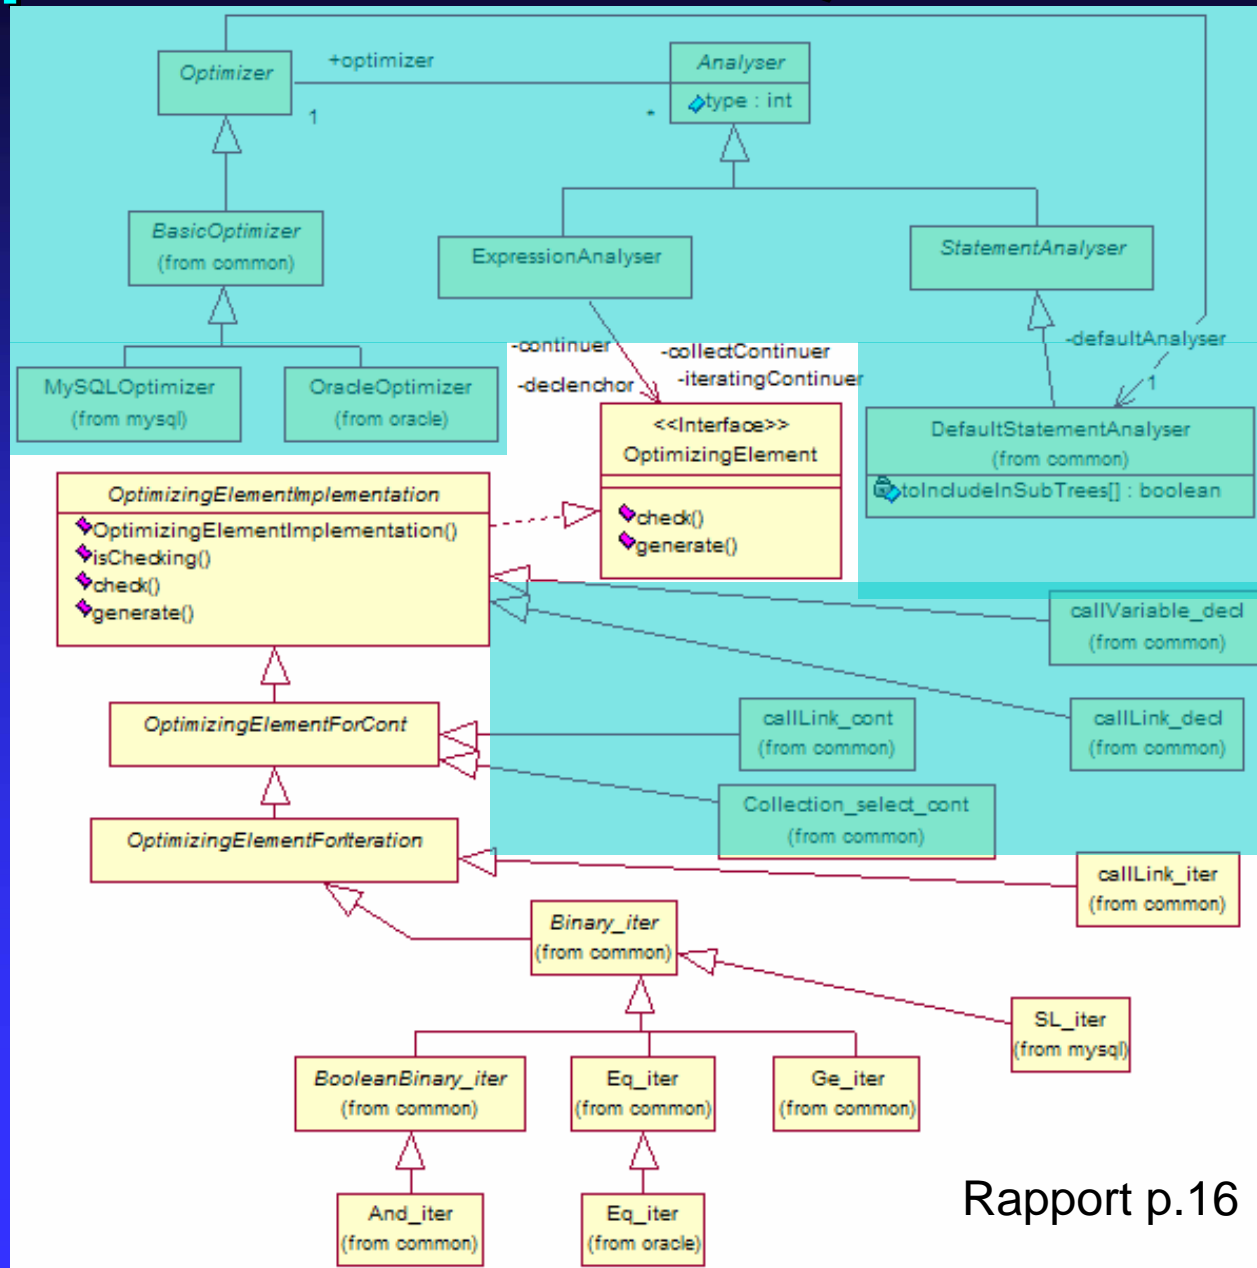 Optimizer
+optimizer
Analyser
type : int
1
*
BasicOptimizer
(from common)
ExpressionAnalyser
StatementAnalyser
-continuer
-collectContinuer
-defaultAnalyser
-declenchor
-iteratingContinuer
1
MySQLOptimizer
(from mysql)
OracleOptimizer
(from oracle)
<<Interface>>
OptimizingElement
check()
generate()
DefaultStatementAnalyser
(from common)
toIncludeInSubTrees[] : boolean
OptimizingElementImplementation
OptimizingElementImplementation()
isChecking()
check()
generate()
callVariable_decl
(from common)
OptimizingElementForCont
callLink_cont
(from common)
callLink_decl
(from common)
Collection_select_cont
(from common)
OptimizingElementForIteration
callLink_iter
(from common)
Binary_iter
(from common)
SL_iter
(from mysql)
BooleanBinary_iter
(from common)
Eq_iter
(from common)
Ge_iter
(from common)
And_iter
(from common)
Eq_iter
(from oracle)
Rapport p.16